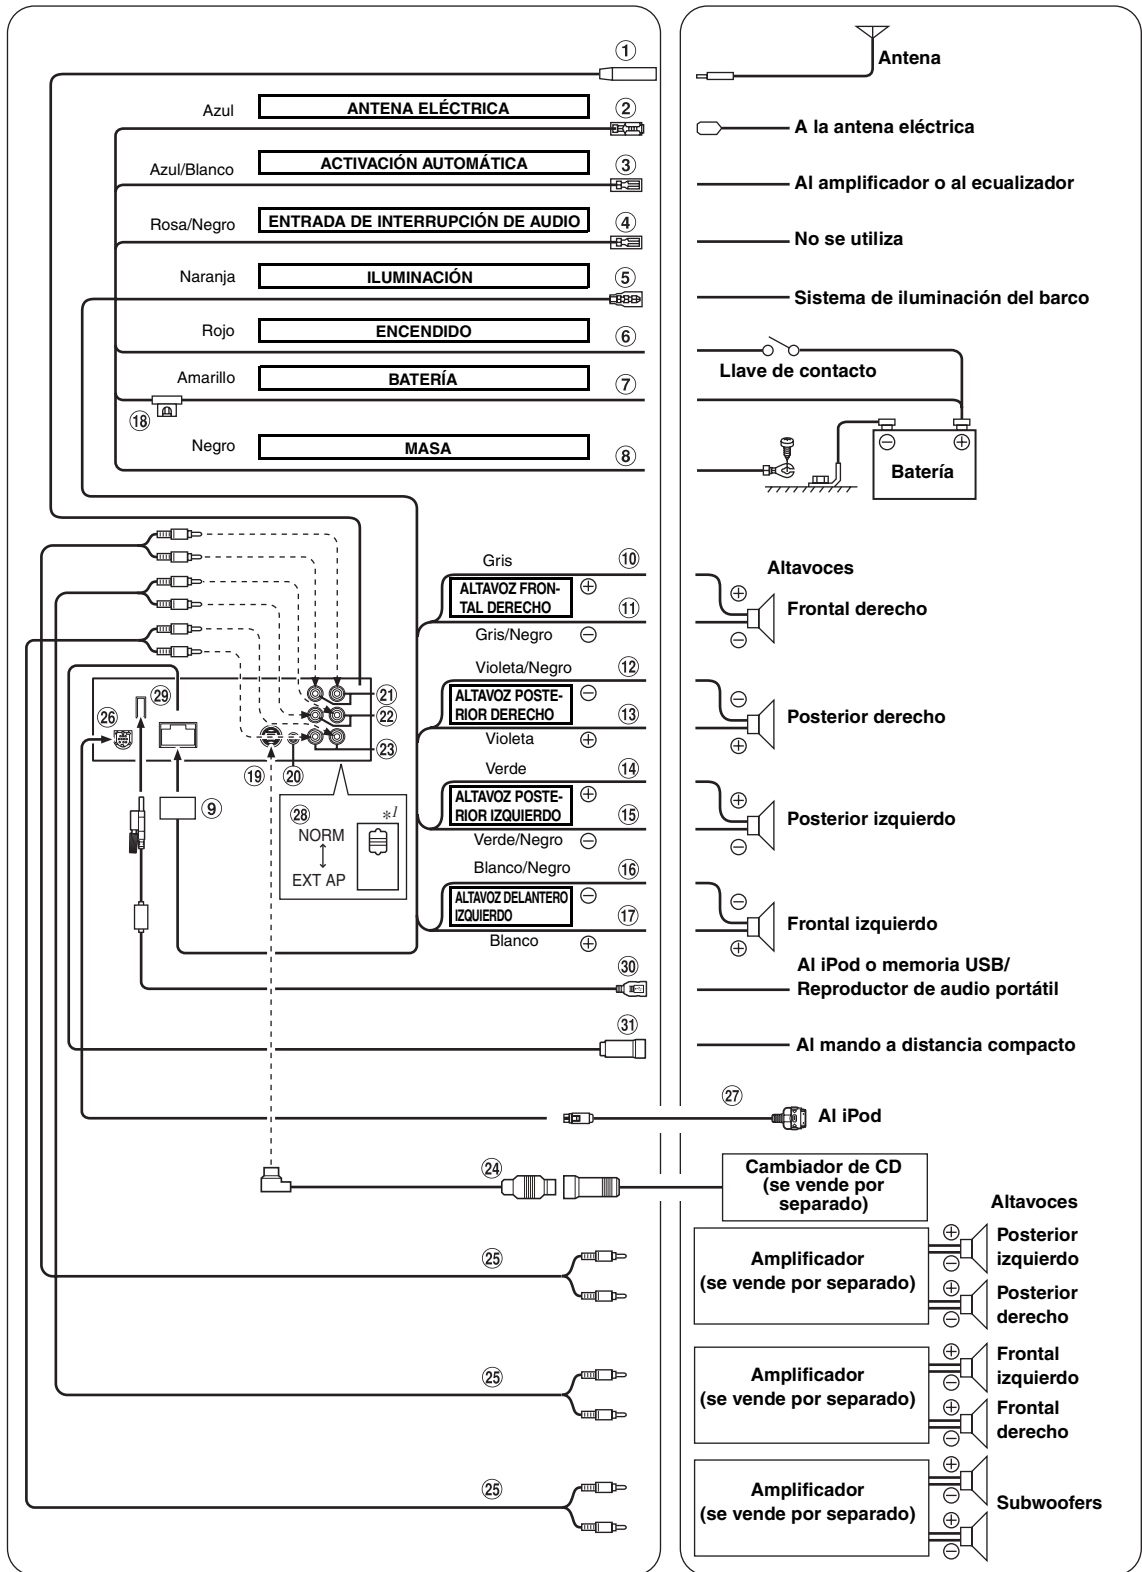 ①
Antena
Azul ANTENA ELÉCTRICA ②
A la antena eléctrica
Azul/Blanco ACTIVACIÓN AUTOMÁTICA ③
Al amplificador o al ecualizador
Rosa/Negro ENTRADA DE INTERRUPCIÓN DE AUDIO ④
No se utiliza
Naranja ILUMINACIÓN ⑤
Sistema de iluminación del barco
Rojo ENCENDIDO ⑥
Llave de contacto
Amarillo BATERÍA ⑦
⑱
Negro MASA ⑧
⊖ ⊕
Batería
Gris ⑩
ALTAVOZ FRON-
TAL DERECHO
⊕
⑪
Gris/Negro ⊖
Altavoces
⊕
Frontal derecho
⊖
Violeta/Negro ⑫
ALTAVOZ POSTE-
RIOR DERECHO
⊖
⑬
Violeta ⊕
⊖
Posterior derecho
⊕
Verde ⑭
ALTAVOZ POSTE-
RIOR IZQUIERDO
⊕
⑮
Verde/Negro ⊖
⊕
Posterior izquierdo
⊖
Blanco/Negro ⑯
ALTAVOZ DELANTERO
IZQUIERDO
⊖
⑰
Blanco ⊕
⊖
Frontal izquierdo
⊕
㉙
㉖
㉑
㉒
㉓
⑲ ⑳
⑨
㉘ *1
NORM
EXT AP
㉚
Al iPod o memoria USB/
Reproductor de audio portátil
㉛
Al mando a distancia compacto
㉗
Al iPod
㉔
Cambiador de CD
(se vende por
separado)
Altavoces
㉕
Amplificador
(se vende por separado)
⊕
⊖
Posterior
izquierdo
⊕
⊖
Posterior
derecho
㉕
Amplificador
(se vende por separado)
⊕
⊖
Frontal
izquierdo
⊕
⊖
Frontal
derecho
㉕
Amplificador
(se vende por separado)
⊕
⊖
Subwoofers
⊕
⊖